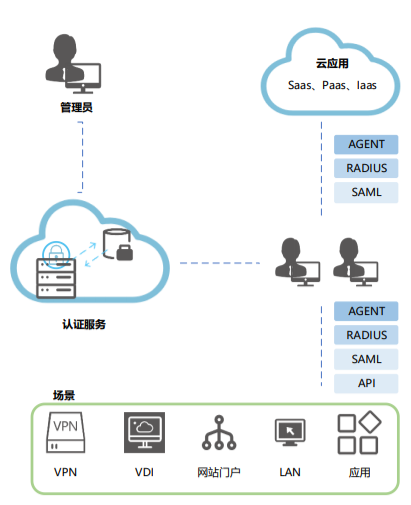 云应用
Saas、Paas、Iaas
管理员
AGENT
RADIUS
SAML
认证服务
AGENT
RADIUS
SAML
API
场景
VPN
VPN
VDI
网站门户
LAN
应用